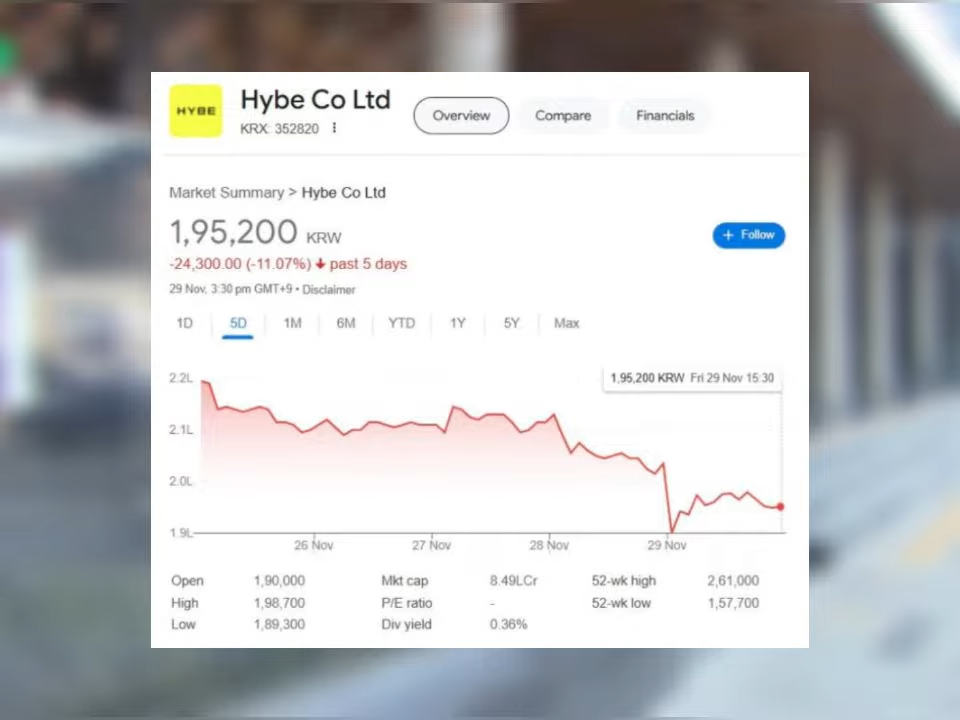 HYBE
Hybe Co Ltd
KRX: 352820
Overview
Compare
Financials
Market Summary > Hybe Co Ltd
1,95,200 KRW
+ Follow
-24,300.00 (-11.07%) ↓ past 5 days
29 Nov, 3:30 pm GMT+9 • Disclaimer
1D 5D 1M 6M YTD 1Y 5Y Max
1,95,200 KRW Fri 29 Nov 15:30
2.2L
2.1L
2.0L
1.9L
26 Nov 27 Nov 28 Nov 29 Nov
Open 1,90,000 Mkt cap 8.49LCr 52-wk high 2,61,000
High 1,98,700 P/E ratio - 52-wk low 1,57,700
Low 1,89,300 Div yield 0.36%